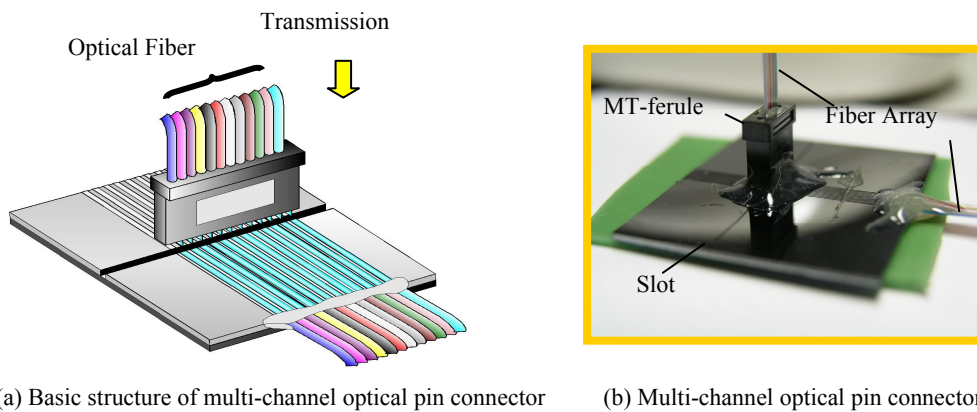 Transmission
Optical Fiber
MT-ferule
Fiber Array
Slot
(a) Basic structure of multi-channel optical pin connector
(b) Multi-channel optical pin connector